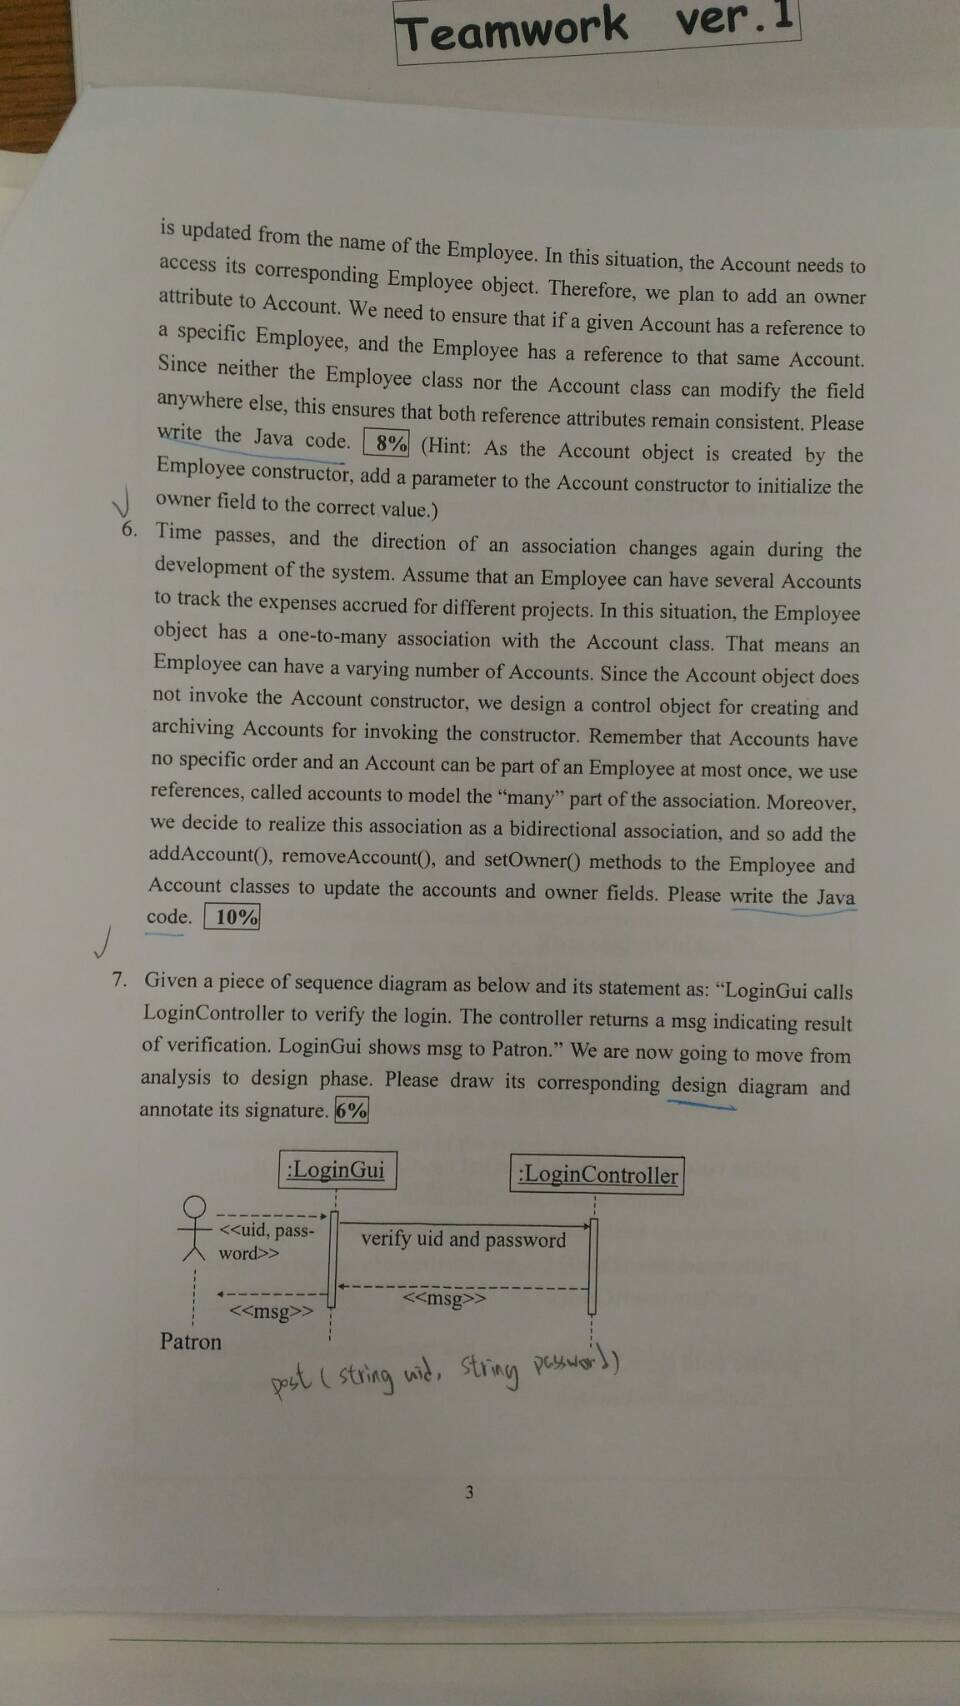 Teamwork ver.1
is updated from the name of the Employee. In this situation, the Account needs to
access its corresponding Employee object. Therefore, we plan to add an owner
attribute to Account. We need to ensure that if a given Account has a reference to
a specific Employee, and the Employee has a reference to that same Account.
Since neither the Employee class nor the Account class can modify the field
anywhere else, this ensures that both reference attributes remain consistent. Please
write the Java code. 8% (Hint: As the Account object is created by the
Employee constructor, add a parameter to the Account constructor to initialize the
owner field to the correct value.)
6. Time passes, and the direction of an association changes again during the
development of the system. Assume that an Employee can have several Accounts
to track the expenses accrued for different projects. In this situation, the Employee
object has a one-to-many association with the Account class. That means an
Employee can have a varying number of Accounts. Since the Account object does
not invoke the Account constructor, we design a control object for creating and
archiving Accounts for invoking the constructor. Remember that Accounts have
no specific order and an Account can be part of an Employee at most once, we use
references, called accounts to model the “many” part of the association. Moreover,
we decide to realize this association as a bidirectional association, and so add the
addAccount(), removeAccount(), and setOwner() methods to the Employee and
Account classes to update the accounts and owner fields. Please write the Java
code. 10%
7. Given a piece of sequence diagram as below and its statement as: “LoginGui calls
LoginController to verify the login. The controller returns a msg indicating result
of verification. LoginGui shows msg to Patron.” We are now going to move from
analysis to design phase. Please draw its corresponding design diagram and
annotate its signature. 6%
:LoginGui
:LoginController
<<uid, pass-
word>>
verify uid and password
<<msg>>
<<msg>>
Patron
post (string uid, string password)
3